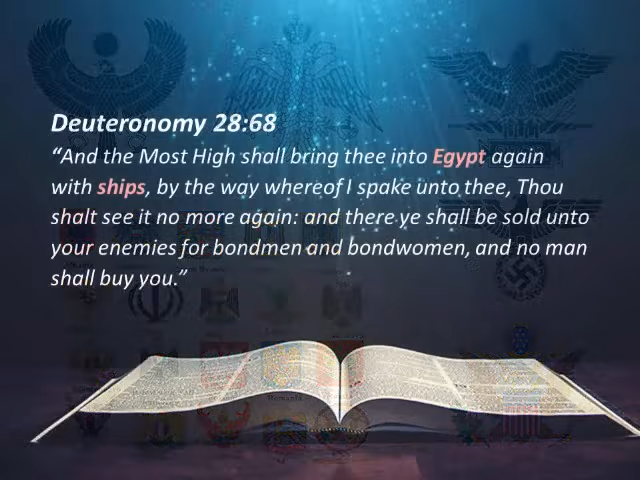 Deuteronomy 28:68
“And the Most High shall bring thee into Egypt again
with ships, by the way whereof I spake unto thee, Thou
shalt see it no more again: and there ye shall be sold unto
your enemies for bondmen and bondwomen, and no man
shall buy you.”